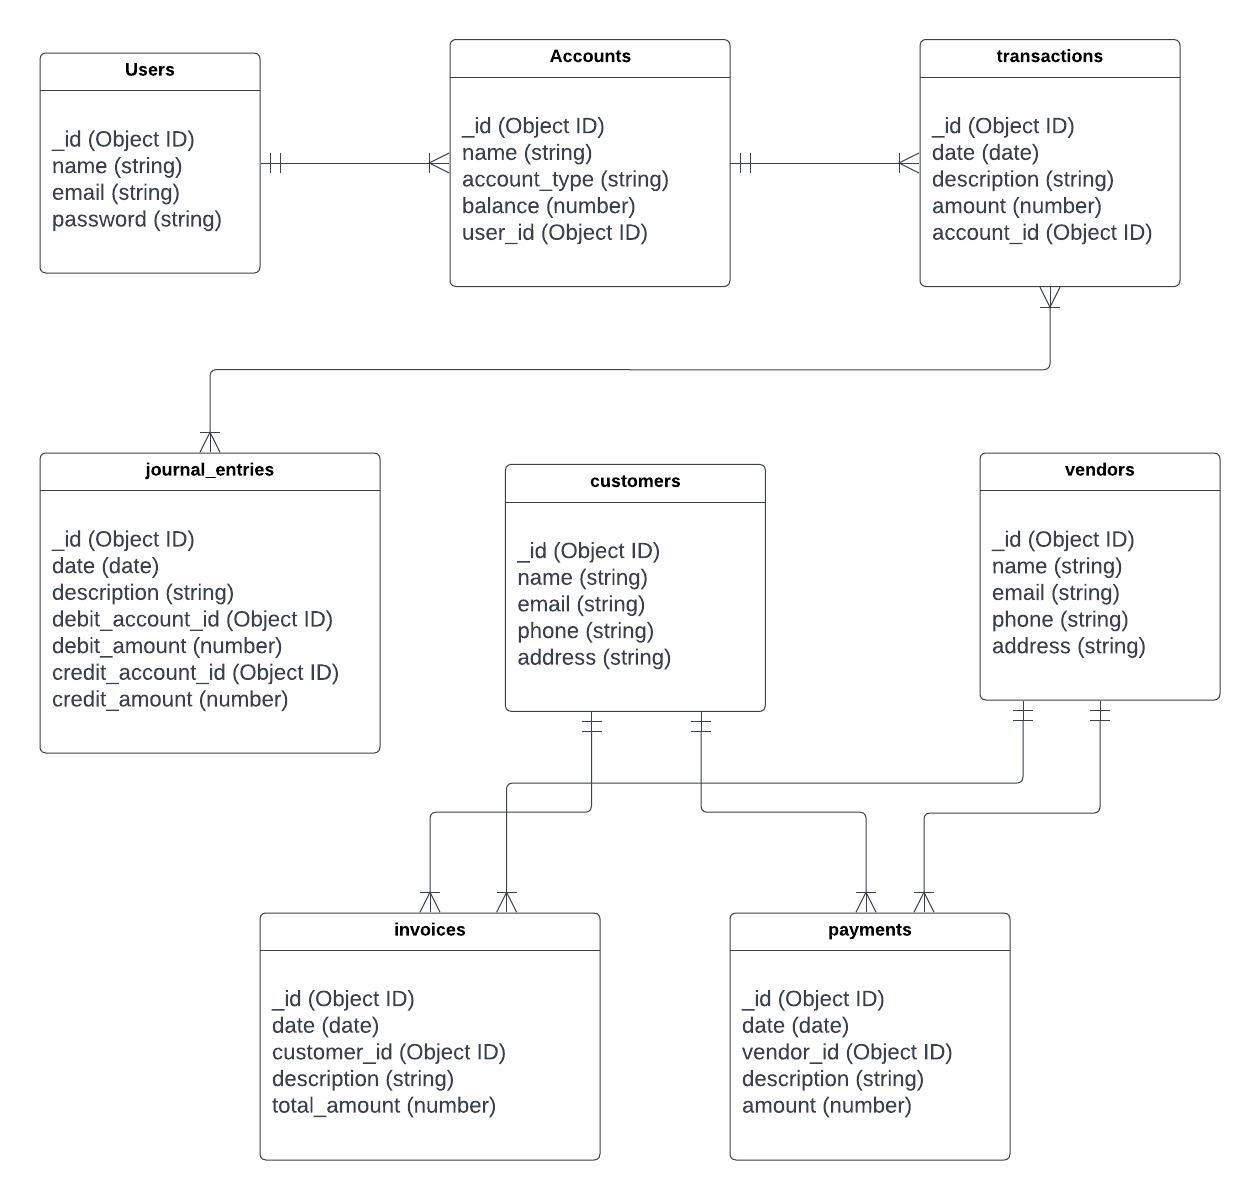 Users
_id (Object ID)
name (string)
email (string)
password (string)
Accounts
_id (Object ID)
name (string)
account_type (string)
balance (number)
user_id (Object ID)
transactions
_id (Object ID)
date (date)
description (string)
amount (number)
account_id (Object ID)
journal_entries
_id (Object ID)
date (date)
description (string)
debit_account_id (Object ID)
debit_amount (number)
credit_account_id (Object ID)
credit_amount (number)
customers
_id (Object ID)
name (string)
email (string)
phone (string)
address (string)
vendors
_id (Object ID)
name (string)
email (string)
phone (string)
address (string)
invoices
_id (Object ID)
date (date)
customer_id (Object ID)
description (string)
total_amount (number)
payments
_id (Object ID)
date (date)
vendor_id (Object ID)
description (string)
amount (number)